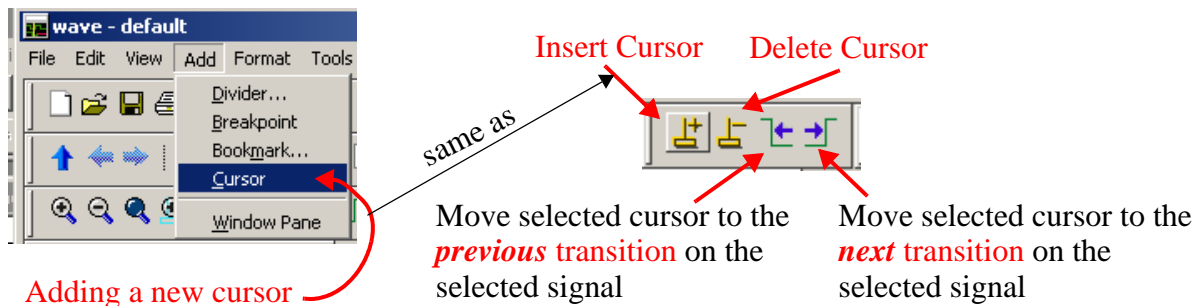 wave - default
File Edit View Add Format Tools
Divider...
Breakpoint
Bookmark...
Cursor
Window Pane
Adding a new cursor
same as
Insert Cursor
Delete Cursor
Move selected cursor to the
previous transition on the
selected signal
Move selected cursor to the
next transition on the
selected signal